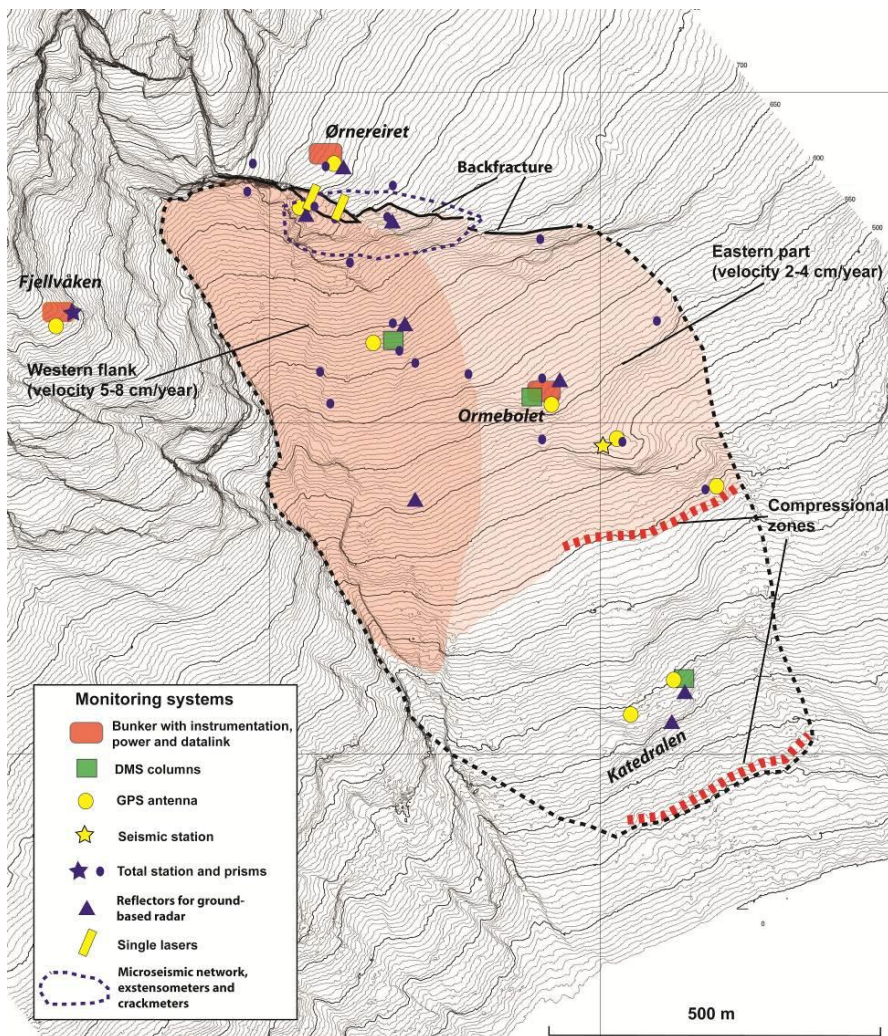 700
650
600
550
500
Ørnereiret
Backfracture
Eastern part
(velocity 2-4 cm/year)
Fjellvåken
Western flank
(velocity 5-8 cm/year)
Ormebolet
Compressional
zones
Katedralen
0
Monitoring systems
Bunker with instrumentation,
power and datalink
DMS columns
GPS antenna
Seismic station
Total station and prisms
Reflectors for ground-
based radar
Single lasers
Microseismic network,
exstensometers and
crackmeters
500 m